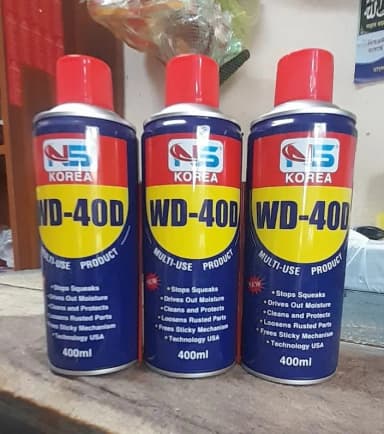 NS
KOREA
WD-40D
MULTI-USE PRODUCT
• Stops Squeaks
• Drives Out Moisture
• Cleans and Protects
• Loosens Rusted Parts
• Frees Sticky Mechanism
• Technology USA
400ml
NS
KOREA
WD-40D
MULTI-USE PRODUCT
NEW
• Stops Squeaks
• Drives Out Moisture
• Cleans and Protects
• Loosens Rusted Parts
• Frees Sticky Mechanism
• Technology USA
400ml
NS
KOREA
WD-40D
MULTI-USE PRODUCT
NEW
• Stops Squeaks
• Drives Out Moisture
• Cleans and Protects
• Loosens Rusted Parts
• Frees Sticky Mechanism
• Technology USA
400ml